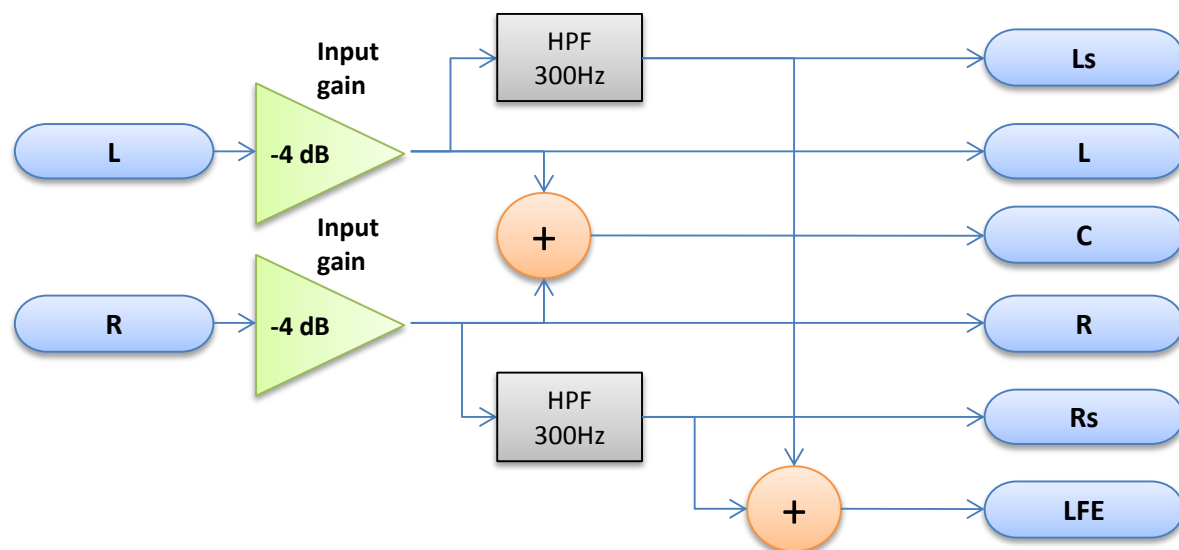 HPF
300Hz
Ls
Input
gain
L
-4 dB
L
+
C
Input
gain
R
-4 dB
R
HPF
300Hz
Rs
+
LFE